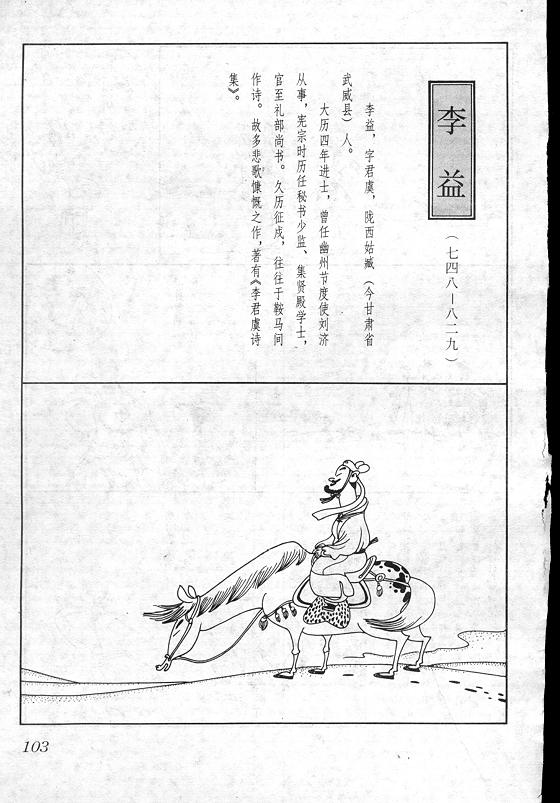 李益
（七四八－八二九）
李益，字君虞，陇西姑臧（今甘肃省
武威县）人。
大历四年进士，曾任幽州节度使刘济
从事，宪宗时历任秘书少监、集贤殿学士，
官至礼部尚书。久历征戍，往往于鞍马间
作诗。故多悲歌慷慨之作，著有《李君虞诗
集》。
103